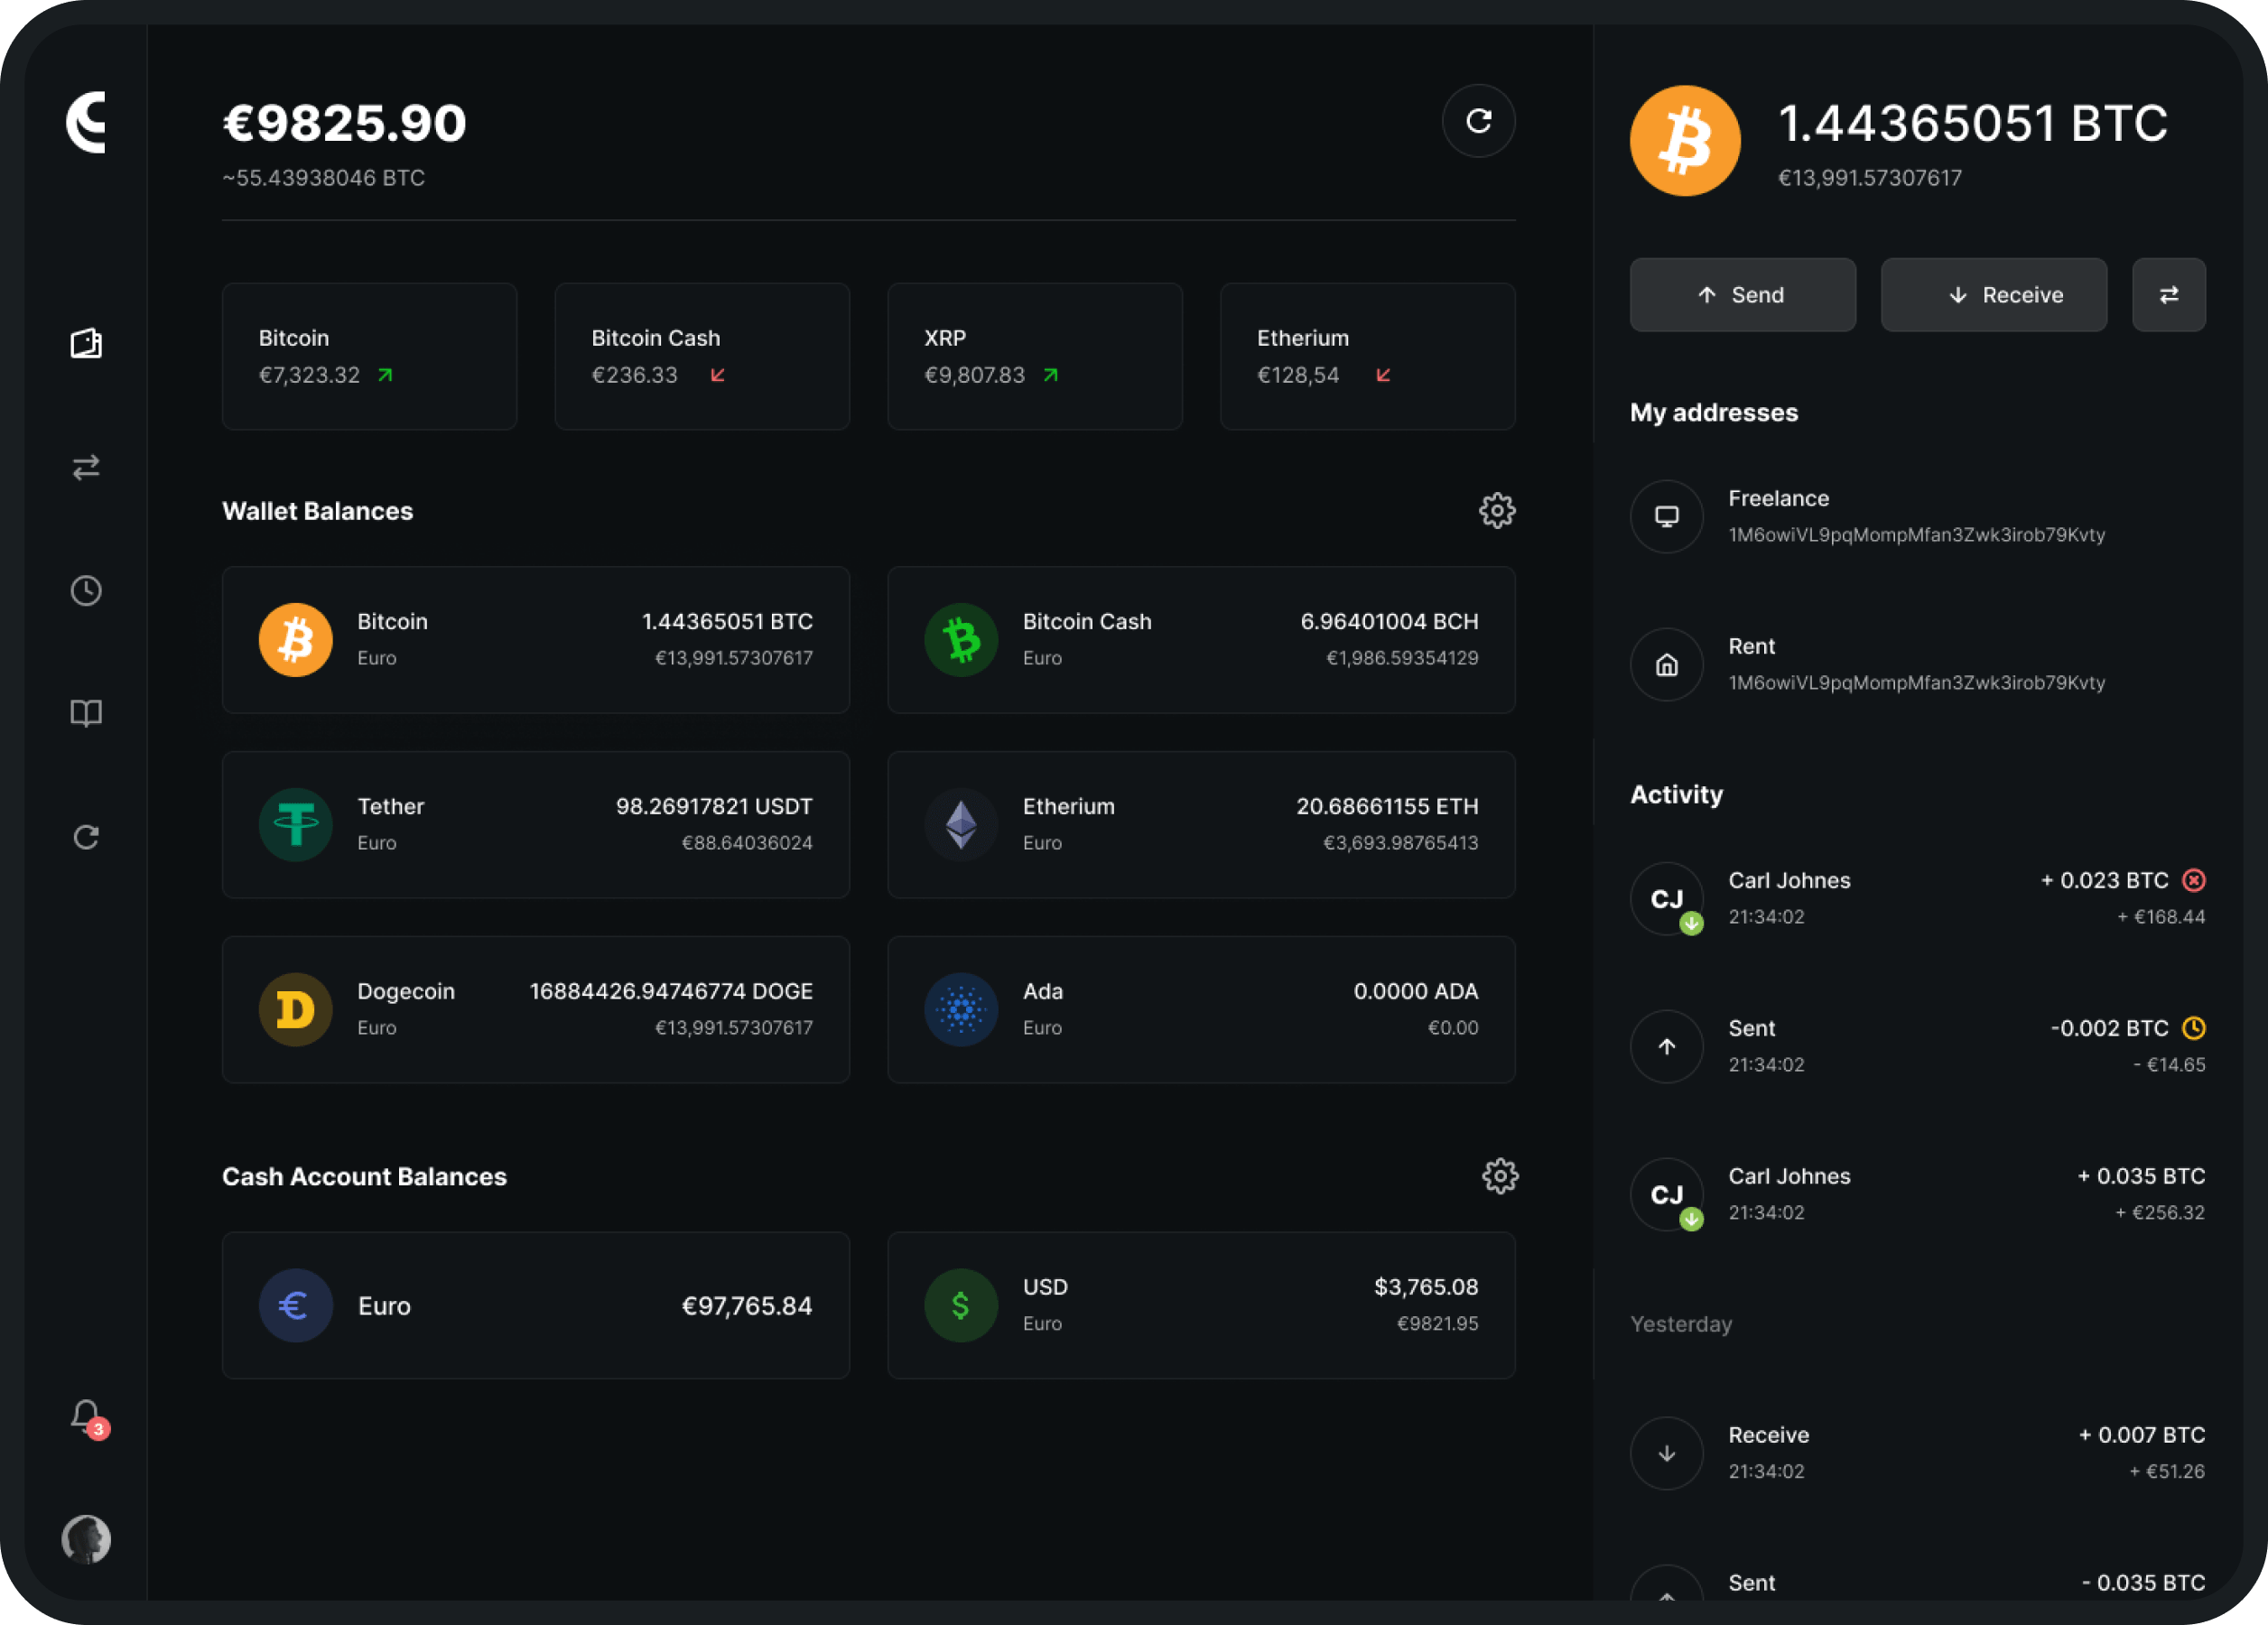 €9825.90
~55.43938046 BTC
Bitcoin
€7,323.32
Bitcoin Cash
€236.33
XRP
€9,807.83
Etherium
€128,54
Wallet Balances
Bitcoin 1.44365051 BTC
Euro €13,991.57307617
Bitcoin Cash 6.96401004 BCH
Euro €1,986.59354129
Tether 98.26917821 USDT
Euro €88.64036024
Etherium 20.68661155 ETH
Euro €3,693.98765413
Dogecoin 16884426.94746774 DOGE
Euro €13,991.57307617
Ada 0.0000 ADA
Euro €0.00
Cash Account Balances
€ Euro €97,765.84
$ USD $3,765.08
Euro €9821.95
3
1.44365051 BTC
€13,991.57307617
Send
Receive
My addresses
Freelance
1M6owiVL9pqMompMfan3Zwk3irob79Kvty
Rent
1M6owiVL9pqMompMfan3Zwk3irob79Kvty
Activity
CJ
Carl Johnes + 0.023 BTC
21:34:02 + €168.44
Sent -0.002 BTC
21:34:02 - €14.65
CJ
Carl Johnes + 0.035 BTC
21:34:02 + €256.32
Yesterday
Receive + 0.007 BTC
21:34:02 + €51.26
Sent - 0.035 BTC